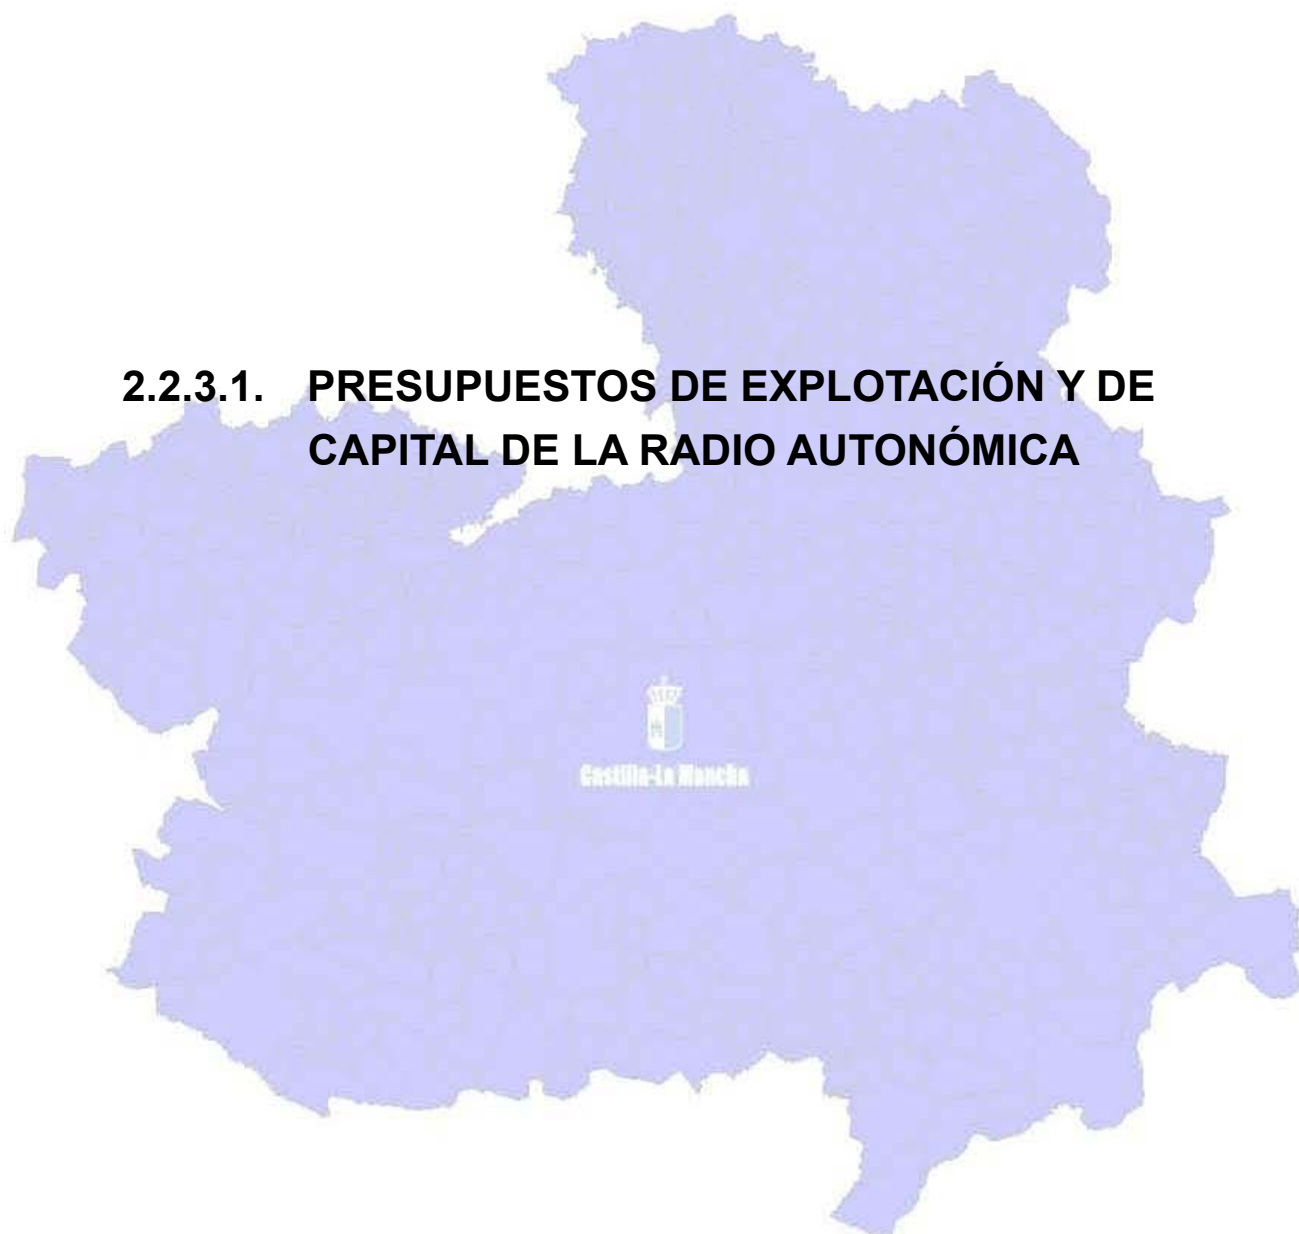 2.2.3.1. PRESUPUESTOS DE EXPLOTACIÓN Y DE
CAPITAL DE LA RADIO AUTONÓMICA
Castilla-La Mancha